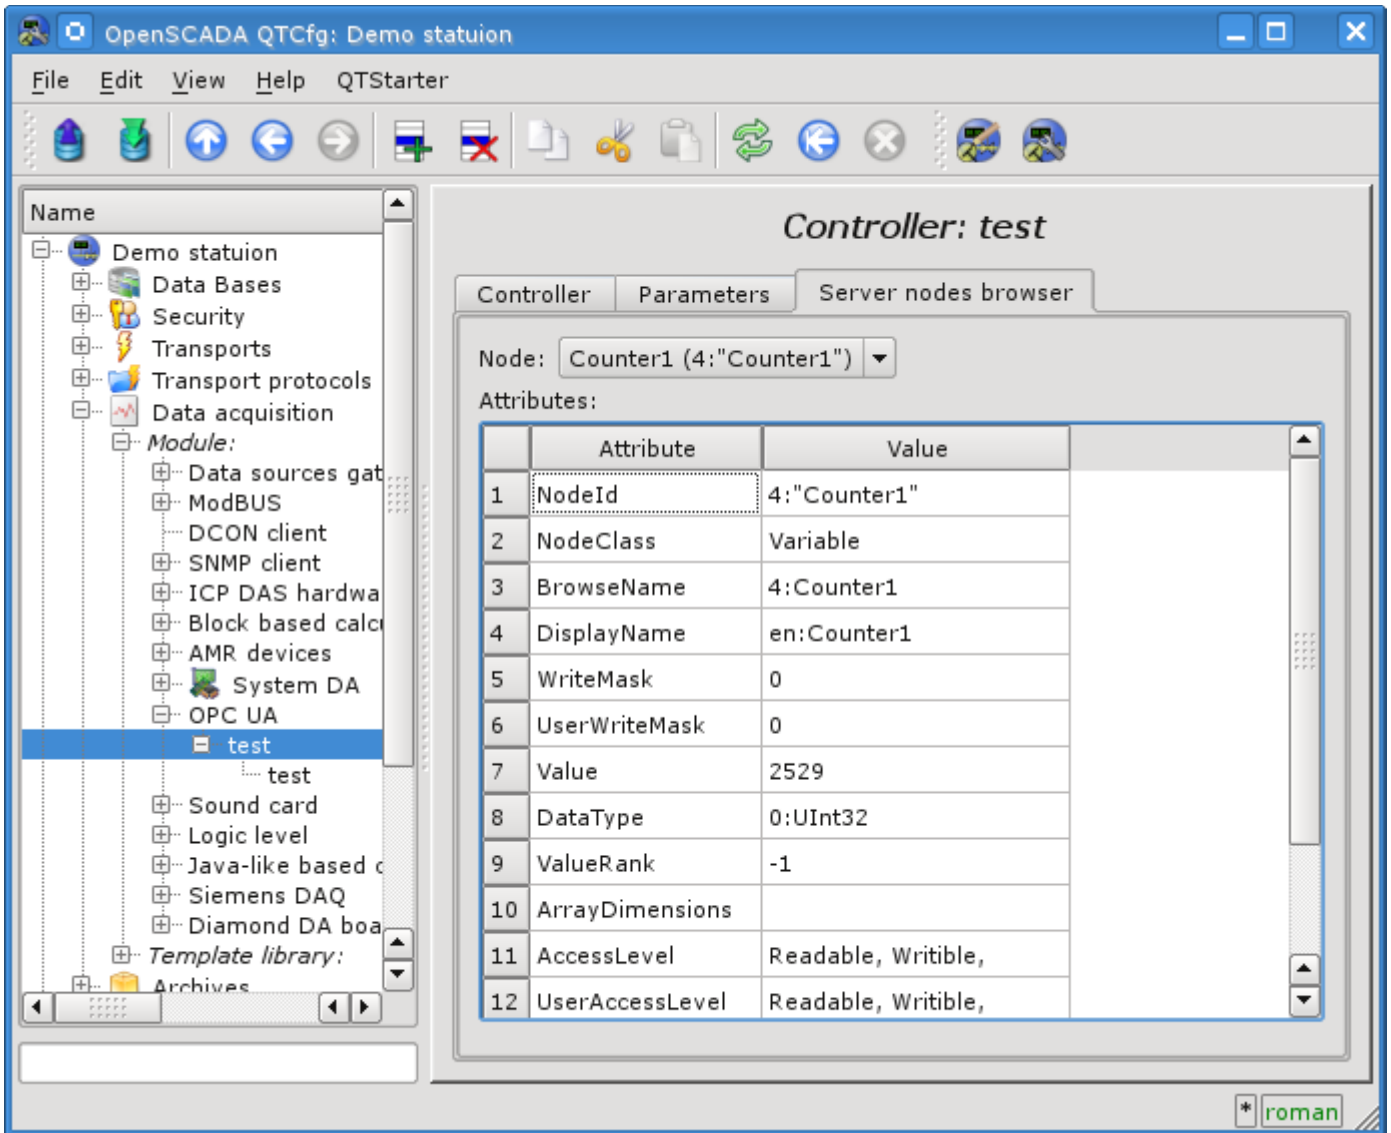 OpenSCADA QTCfg: Demo statuion
File Edit View Help QTStarter
Name
Demo statuion
Data Bases
Security
Transports
Transport protocols
Data acquisition
Module:
Data sources gat
ModBUS
DCON client
SNMP client
ICP DAS hardwa
Block based calcu
AMR devices
System DA
OPC UA
test
test
Sound card
Logic level
Java-like based c
Siemens DAQ
Diamond DA boa
Template library:
Archives
Controller: test
Controller Parameters Server nodes browser
Node: Counter1 (4:"Counter1")
Attributes:
Attribute Value
1 NodeId 4:"Counter1"
2 NodeClass Variable
3 BrowseName 4:Counter1
4 DisplayName en:Counter1
5 WriteMask 0
6 UserWriteMask 0
7 Value 2529
8 DataType 0:UInt32
9 ValueRank -1
10 ArrayDimensions
11 AccessLevel Readable, Writible,
12 UserAccessLevel Readable, Writible,
* roman